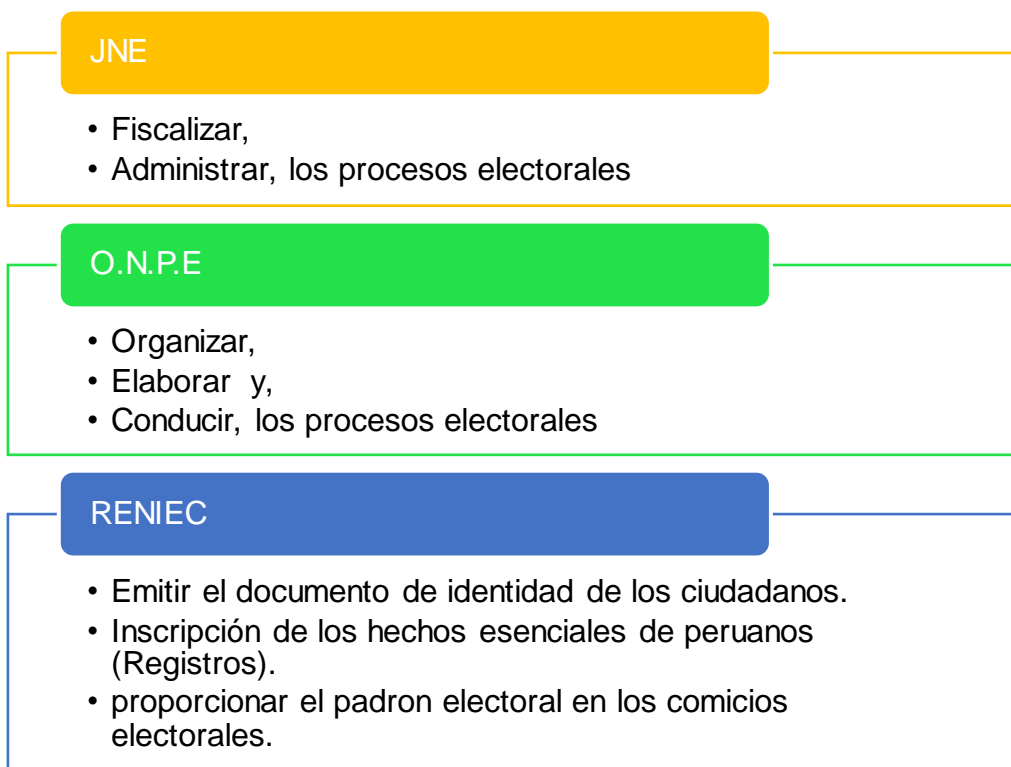 JNE
• Fiscalizar,
• Administrar, los procesos electorales
O.N.P.E
• Organizar,
• Elaborar y,
• Conducir, los procesos electorales
RENIEC
• Emitir el documento de identidad de los ciudadanos.
• Inscripción de los hechos esenciales de peruanos
(Registros).
• proporcionar el padron electoral en los comicios
electorales.